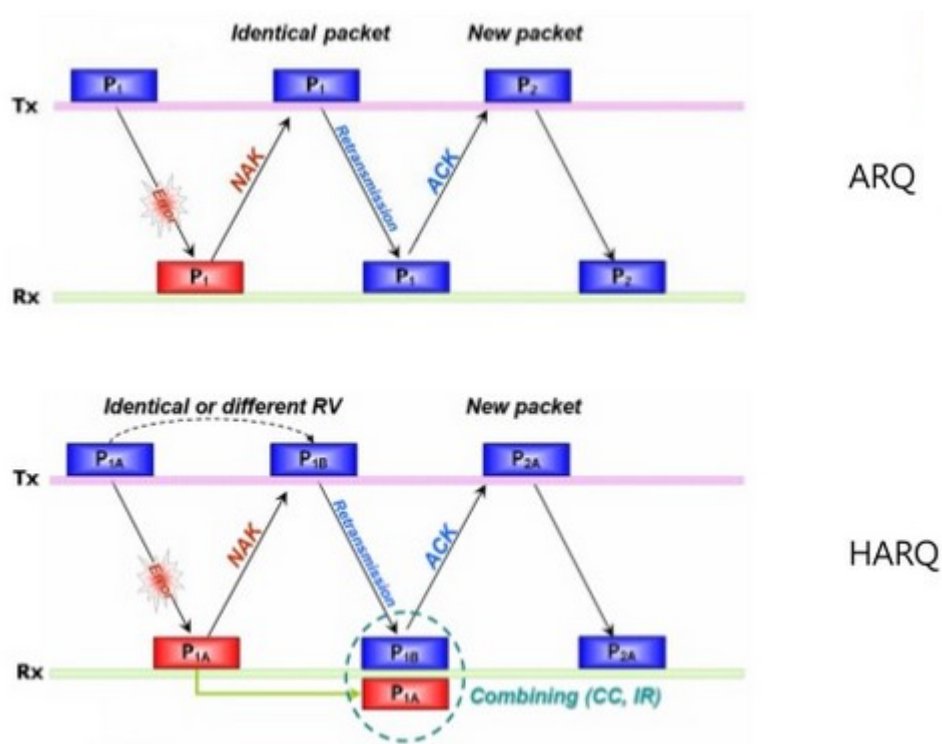 Identical packet New packet
P₁ P₁ P₂
Tx
Error NAK Retransmission ACK
ARQ
P₁ P₁ P₂
Rx
Identical or different RV New packet
P₁A P₁B P₂A
Tx
Error NAK Retransmission ACK
HARQ
P₁A P₁B P₂A
Rx
P₁A Combining (CC, IR)